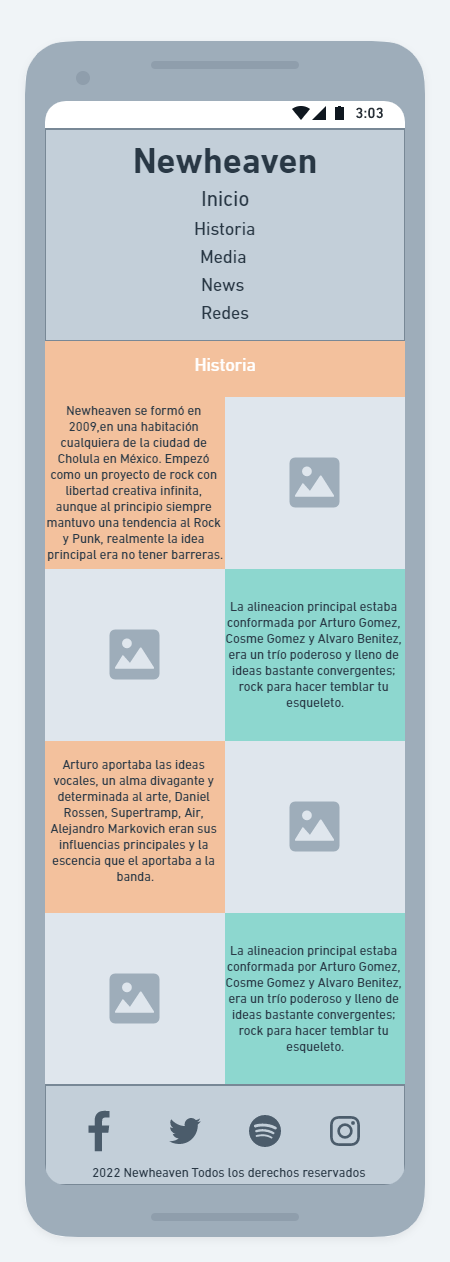 3:03
Newheaven
Inicio
Historia
Media
News
Redes
Historia
Newheaven se formó en
2009,en una habitación
cualquiera de la ciudad de
Cholula en México. Empezó
como un proyecto de rock con
libertad creativa infinita,
aunque al principio siempre
mantuvo una tendencia al Rock
y Punk, realmente la idea
principal era no tener barreras.
La alineacion principal estaba
conformada por Arturo Gomez,
Cosme Gomez y Alvaro Benitez,
era un trío poderoso y lleno de
ideas bastante convergentes;
rock para hacer temblar tu
esqueleto.
Arturo aportaba las ideas
vocales, un alma divagante y
determinada al arte, Daniel
Rossen, Supertramp, Air,
Alejandro Markovich eran sus
influencias principales y la
escencia que el aportaba a la
banda.
La alineacion principal estaba
conformada por Arturo Gomez,
Cosme Gomez y Alvaro Benitez,
era un trío poderoso y lleno de
ideas bastante convergentes;
rock para hacer temblar tu
esqueleto.
2022 Newheaven Todos los derechos reservados